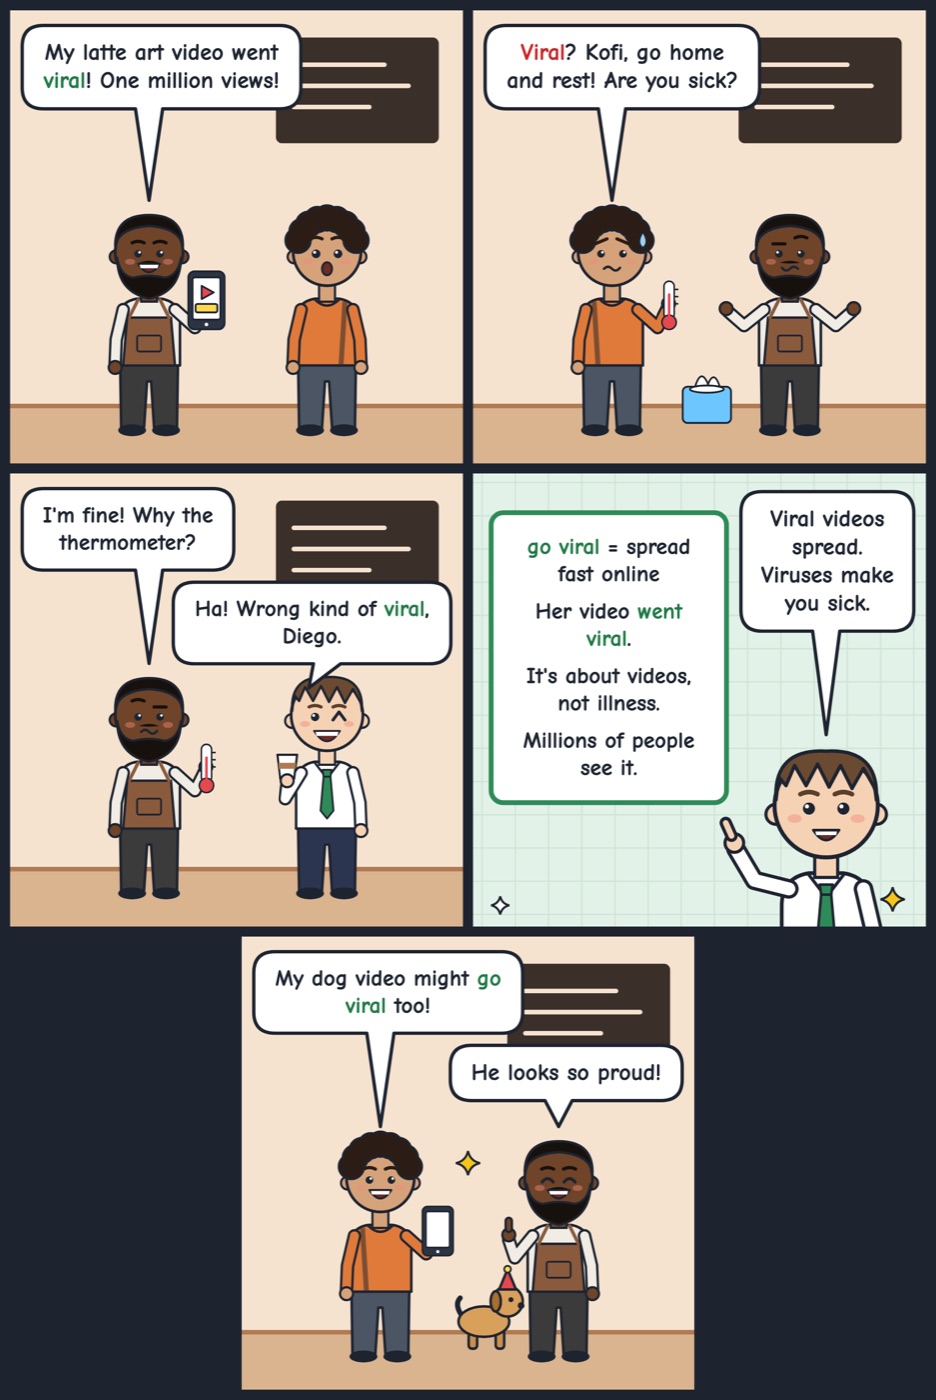 My latte art video went
viral! One million views!
Viral? Kofi, go home
and rest! Are you sick?
I'm fine! Why the
thermometer?
Ha! Wrong kind of viral,
Diego.
go viral = spread
fast online
Her video went
viral.
It's about videos,
not illness.
Millions of people
see it.
Viral videos
spread.
Viruses make
you sick.
My dog video might go
viral too!
He looks so proud!